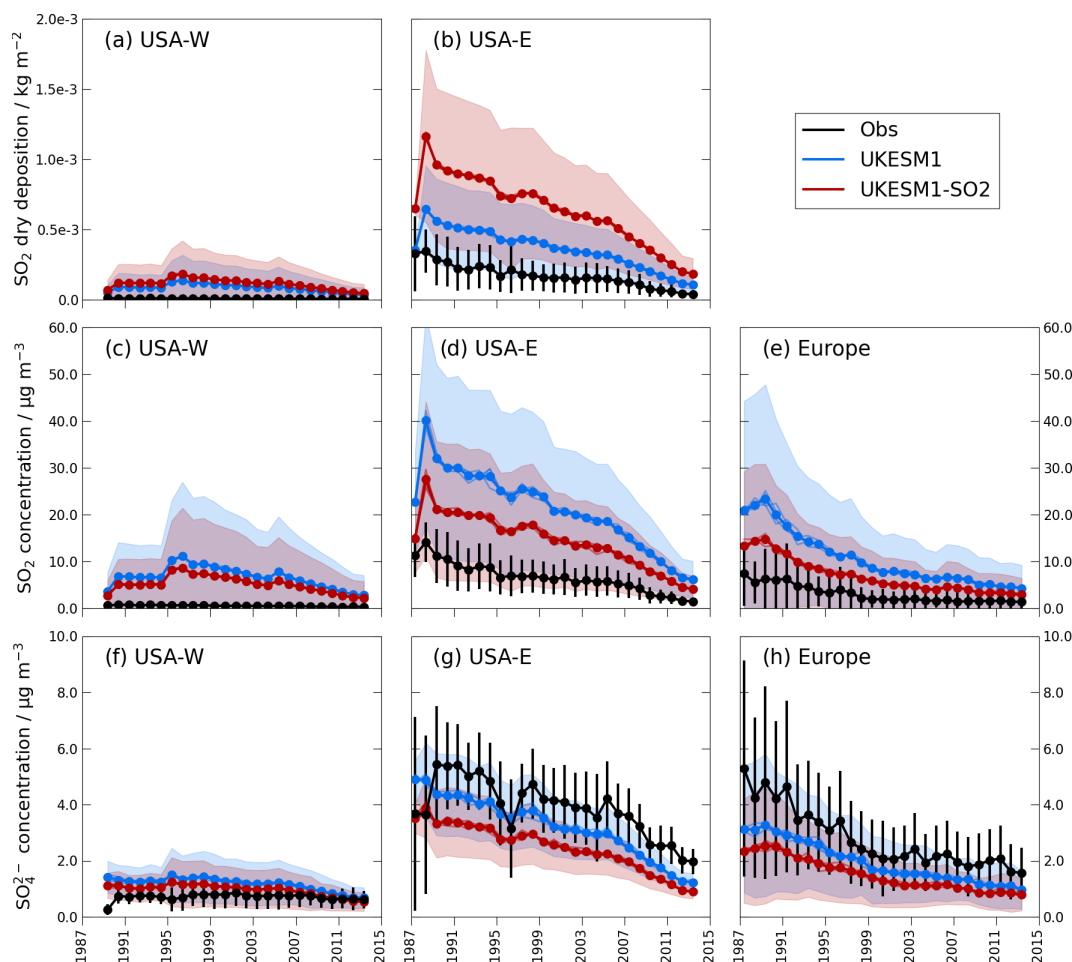 2.0e-3
1.5e-3
1.0e-3
0.5e-3
0.0
SO₂ dry deposition / kg m⁻²
(a) USA-W
(b) USA-E
Obs
UKESM1
UKESM1-SO2
60.0
50.0
40.0
30.0
20.0
10.0
0.0
SO₂ concentration / µg m⁻³
(c) USA-W
(d) USA-E
(e) Europe
60.0
50.0
40.0
30.0
20.0
10.0
0.0
10.0
8.0
6.0
4.0
2.0
0.0
SO₄²⁻ concentration / µg m⁻³
(f) USA-W
(g) USA-E
(h) Europe
10.0
8.0
6.0
4.0
2.0
0.0
1987 1991 1995 1999 2003 2007 2011 2015
1987 1991 1995 1999 2003 2007 2011 2015
1987 1991 1995 1999 2003 2007 2011 2015